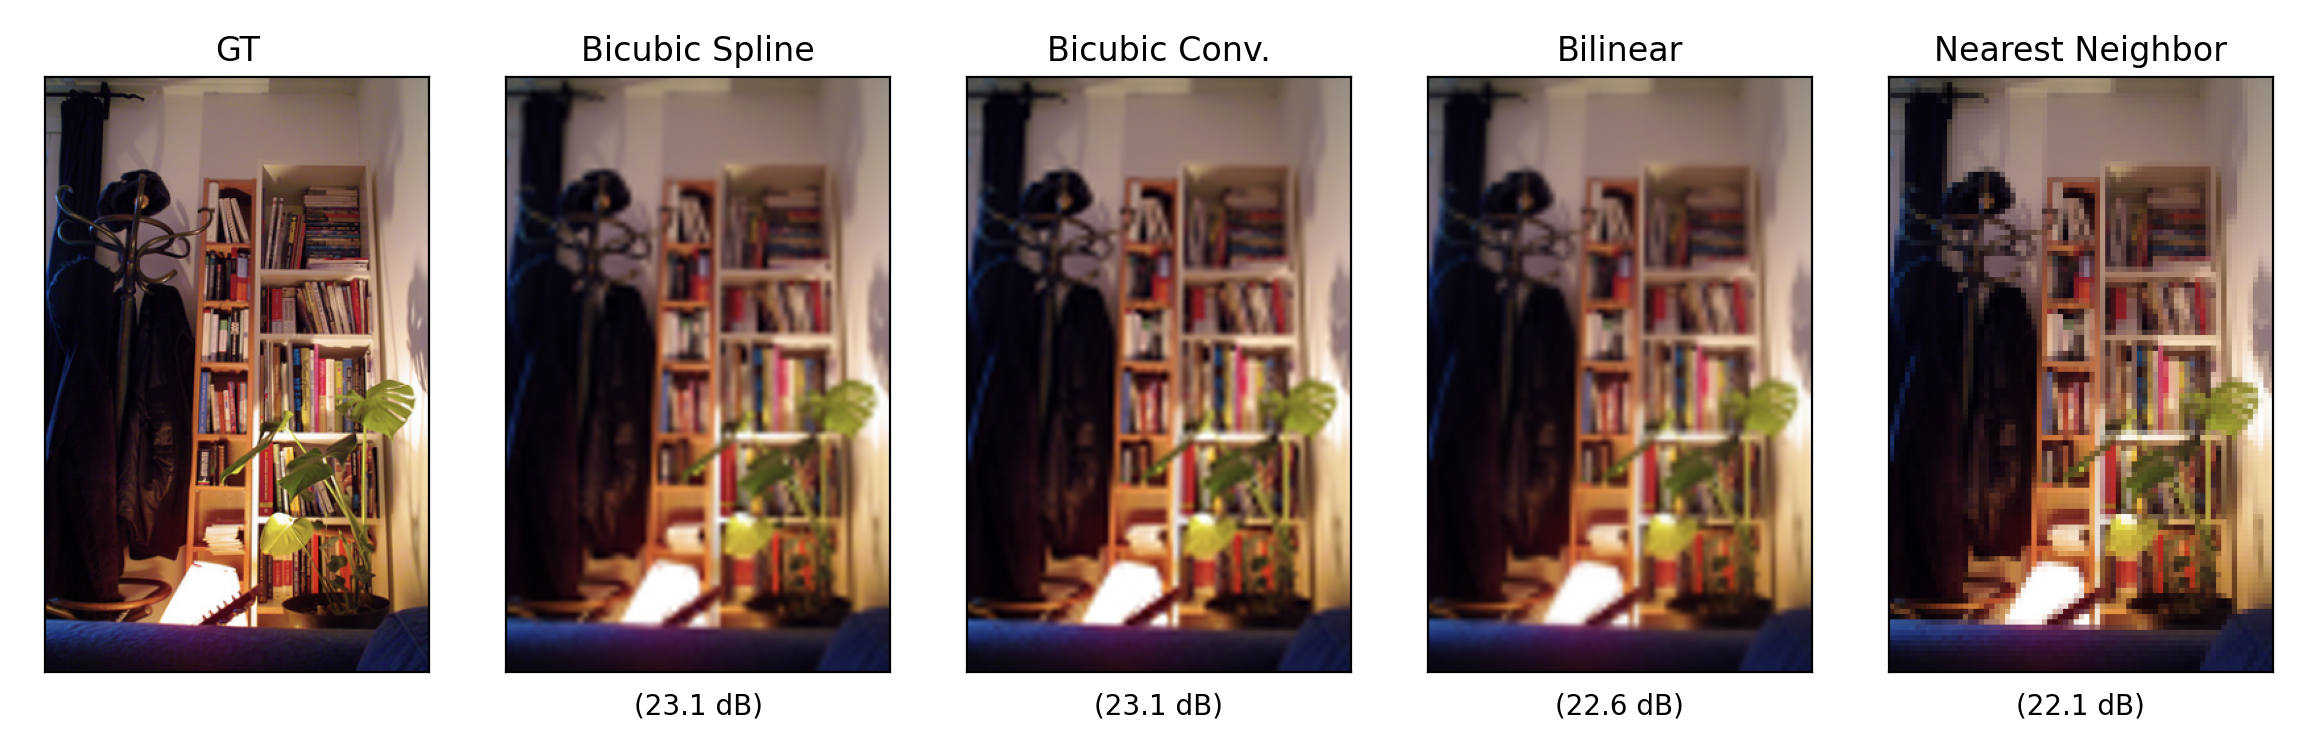 GT
Bicubic Spline
Bicubic Conv.
Bilinear
Nearest Neighbor
(23.1 dB)
(23.1 dB)
(22.6 dB)
(22.1 dB)